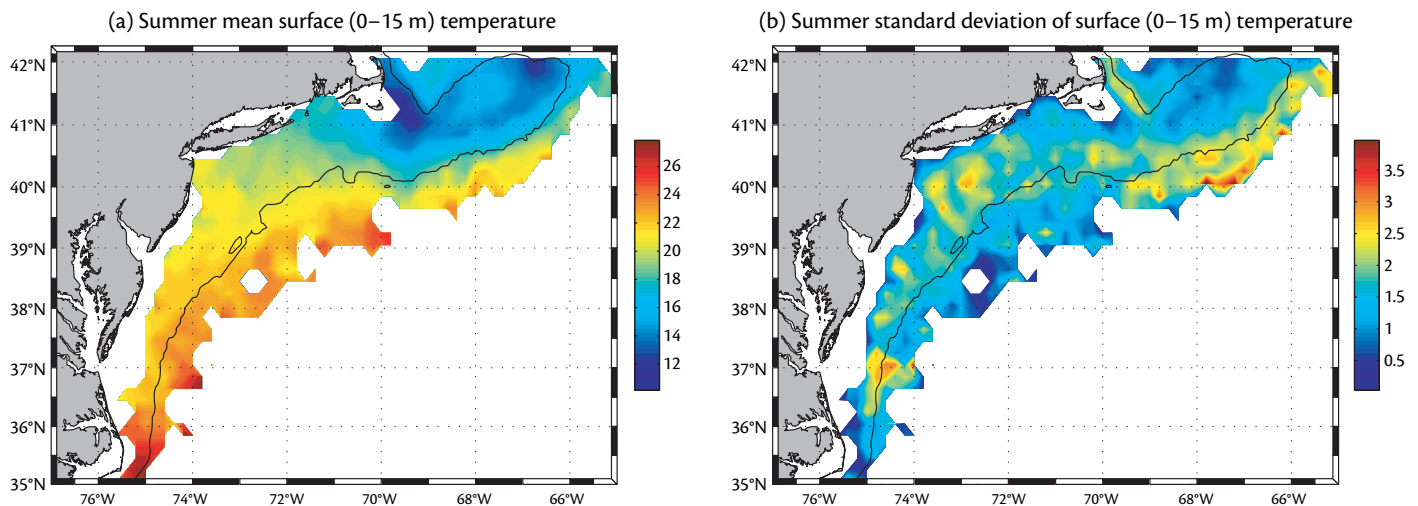 (a) Summer mean surface (0–15 m) temperature
42°N
41°N
40°N
39°N
38°N
37°N
36°N
35°N
76°W
74°W
72°W
70°W
68°W
66°W
26
24
22
20
18
16
14
12
(b) Summer standard deviation of surface (0–15 m) temperature
42°N
41°N
40°N
39°N
38°N
37°N
36°N
35°N
76°W
74°W
72°W
70°W
68°W
66°W
3.5
3
2.5
2
1.5
1
0.5